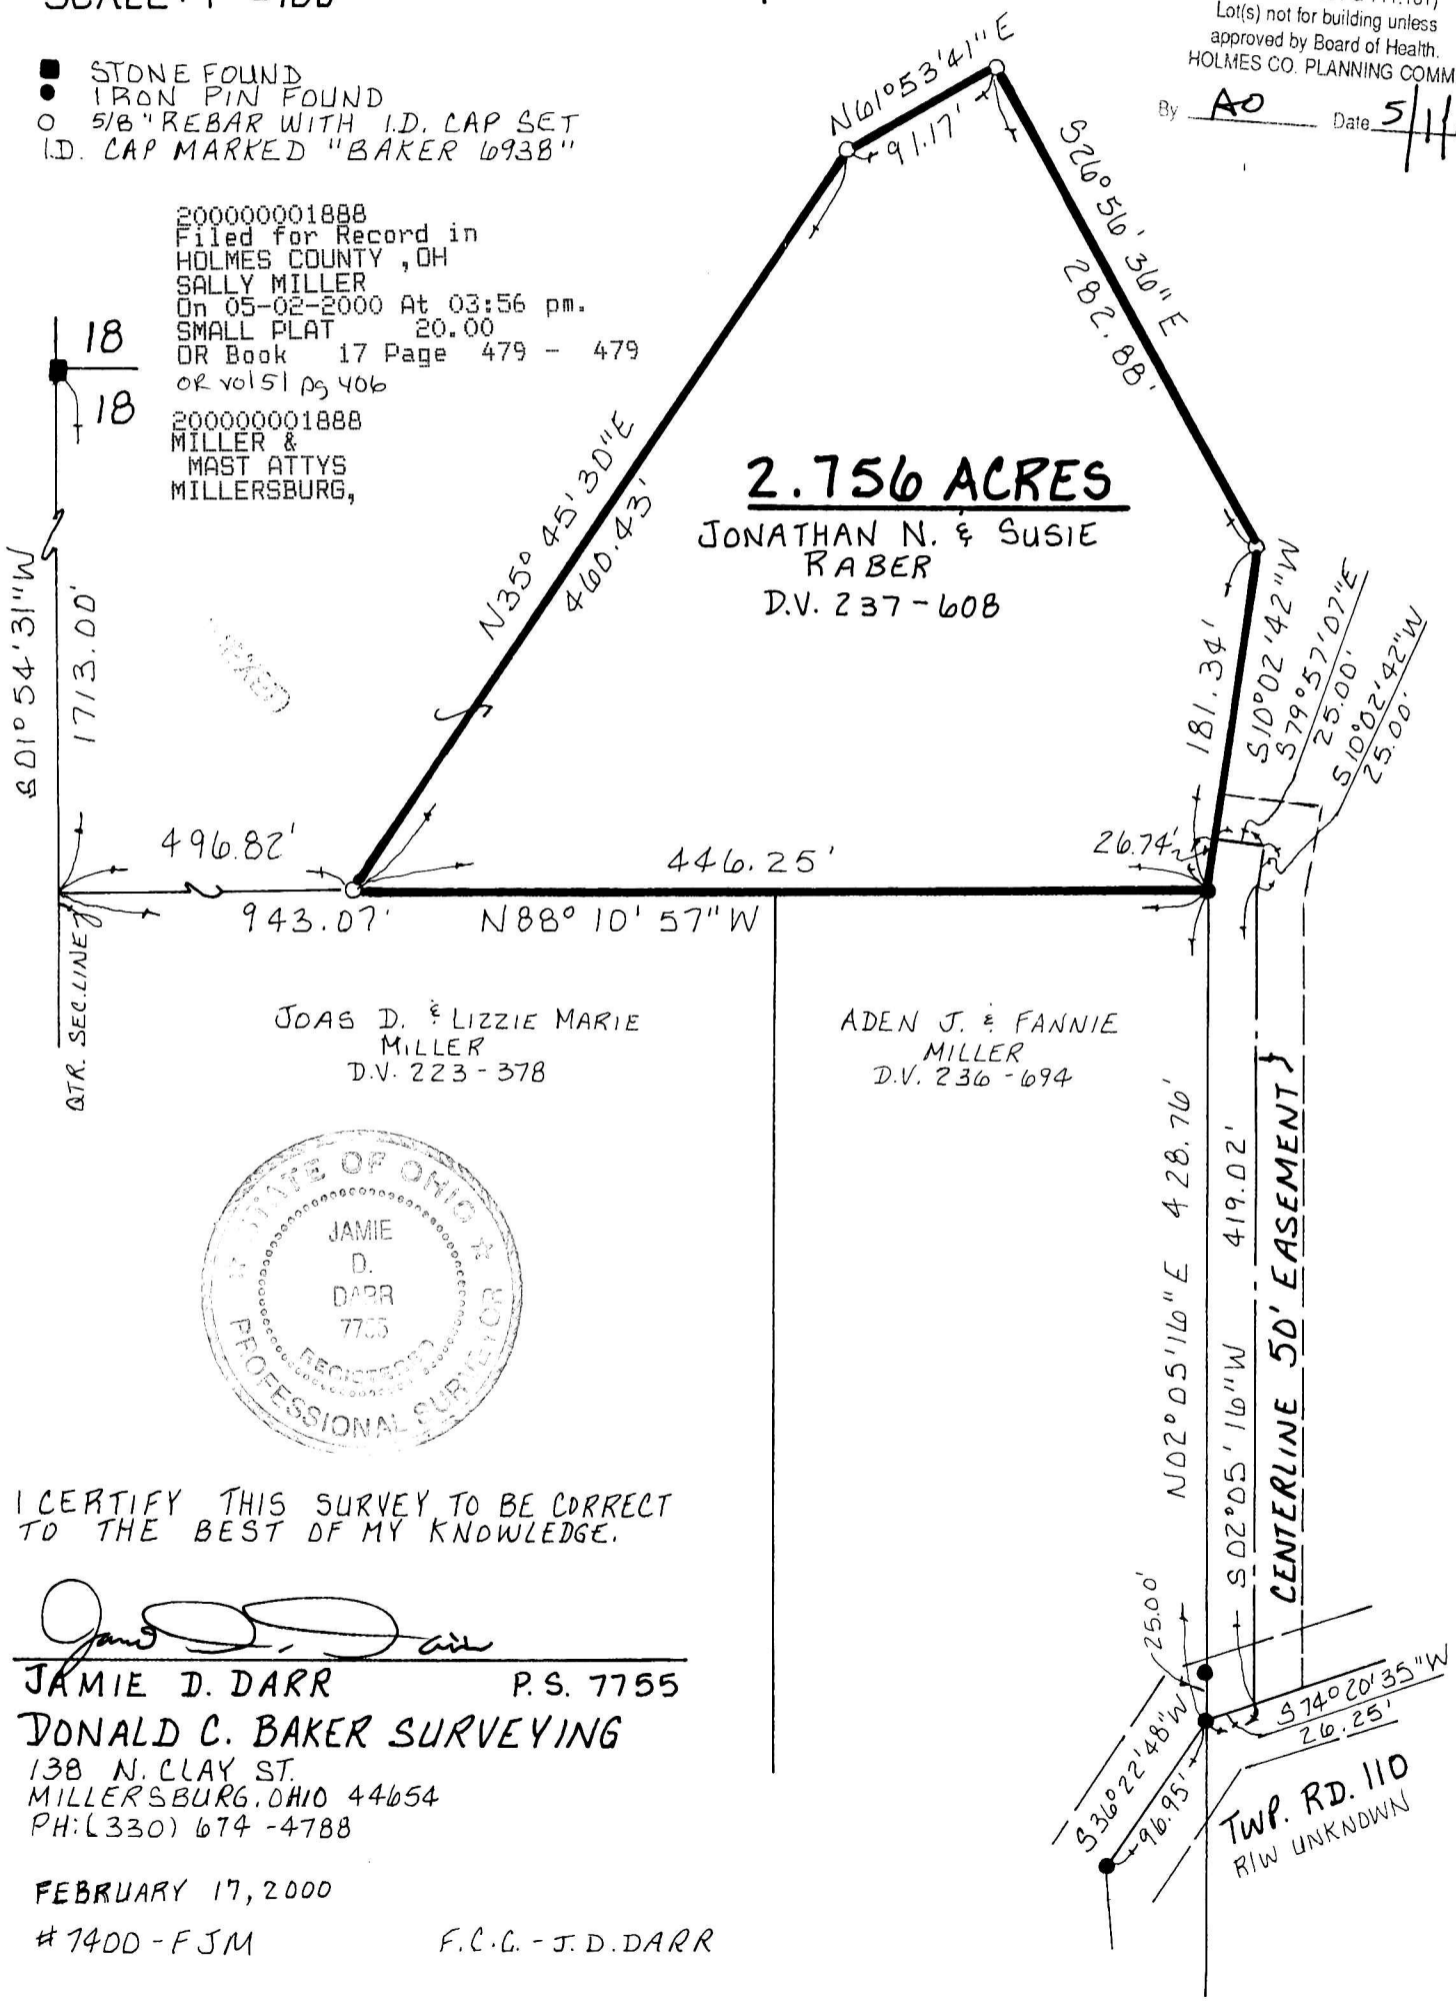 Lot(s) not for building unless
approved by Board of Health.
HOLMES CO. PLANNING COMM
By AO Date 5/11
STONE FOUND
IRON PIN FOUND
5/8" REBAR WITH I.D. CAP SET
I.D. CAP MARKED "BAKER 6938"
200000001888
Filed for Record in
HOLMES COUNTY , OH
SALLY MILLER
On 05-02-2000 At 03:56 pm.
SMALL PLAT 20.00
OR Book 17 Page 479 - 479
OR vol 51 pg 406
200000001888
MILLER &
MAST ATTYS
MILLERSBURG,
18
18
N61°53'41"E
91.17'
S26°56'36"E
282.88'
N35°45'30"E
460.43'
2.756 ACRES
JONATHAN N. & SUSIE
RABER
D.V. 237-608
S01°54'31"W
1713.00'
181.34'
S10°02'42"W
S79°57'07"E
25.00'
S10°02'42"W
25.00'
496.82'
446.25'
26.74'
943.07'
N88°10'57"W
QTR. SEC. LINE
JOAS D. & LIZZIE MARIE
MILLER
D.V. 223-378
ADEN J. & FANNIE
MILLER
D.V. 236-694
N02°05'16"E 428.76'
S02°05'16"W 419.02'
CENTERLINE 50' EASEMENT
STATE OF OHIO
JAMIE
D.
DARR
REGISTERED
PROFESSIONAL SURVEYOR
I CERTIFY THIS SURVEY TO BE CORRECT
TO THE BEST OF MY KNOWLEDGE.
JAMIE D. DARR P.S. 7755
DONALD C. BAKER SURVEYING
138 N. CLAY ST.
MILLERSBURG, OHIO 44654
PH: (330) 674-4788
FEBRUARY 17, 2000
#7400-FJM F.C.C.-J.D.DARR
25.00'
S36°22'48"W
96.95'
S74°20'35"W
26.25'
TWP. RD. 110
R/W UNKNOWN